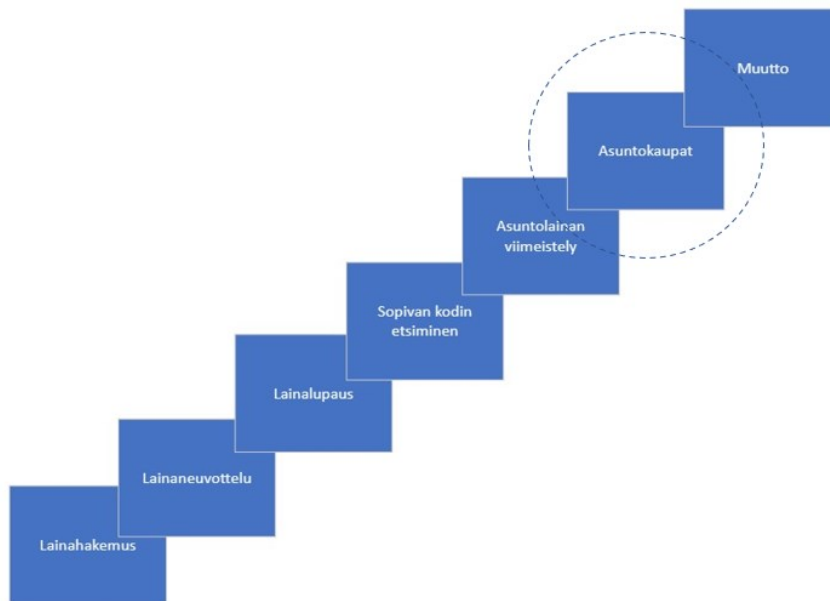 Muutto
Asuntokaupat
Asuntolainan
viimeistely
Sopivan kodin
etsiminen
Lainalupaus
Lainaneuvottelu
Lainahakemus